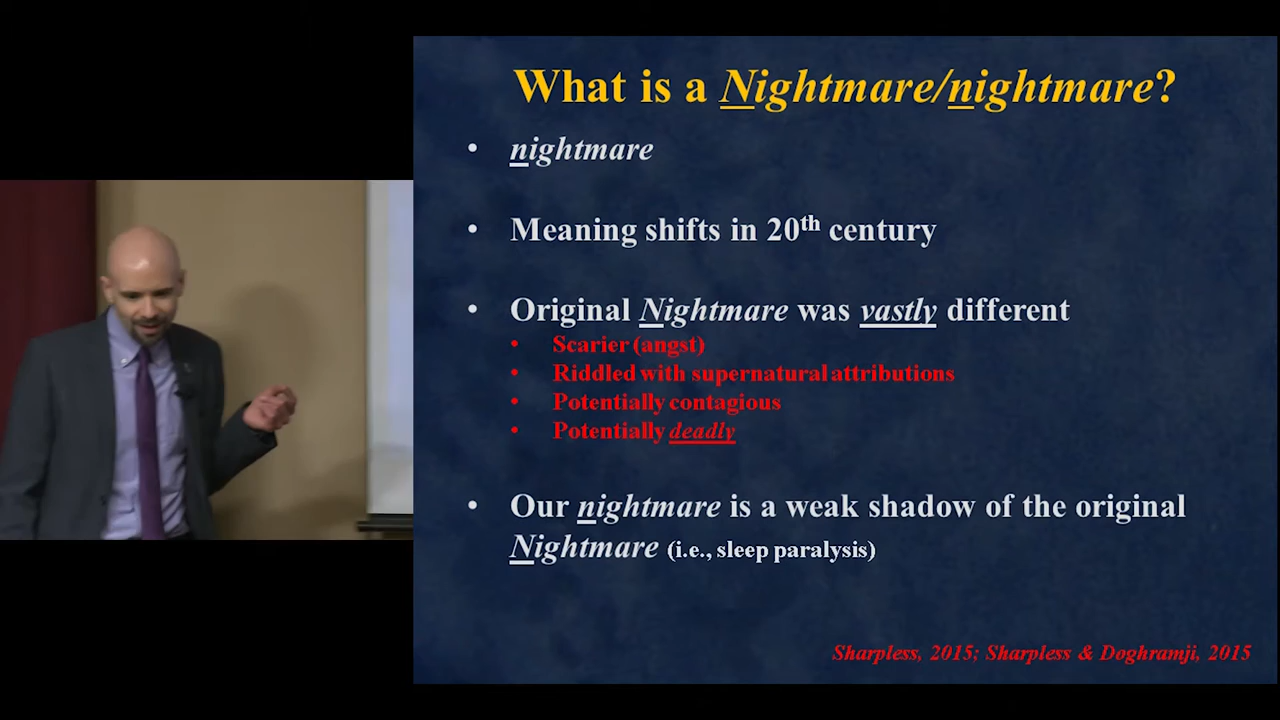 What is a Nightmare/nightmare?
• nightmare
• Meaning shifts in 20th century
• Original Nightmare was vastly different
• Scarier (angst)
• Riddled with supernatural attributions
• Potentially contagious
• Potentially deadly
• Our nightmare is a weak shadow of the original
Nightmare (i.e., sleep paralysis)
Sharpless, 2015; Sharpless & Doghramji, 2015